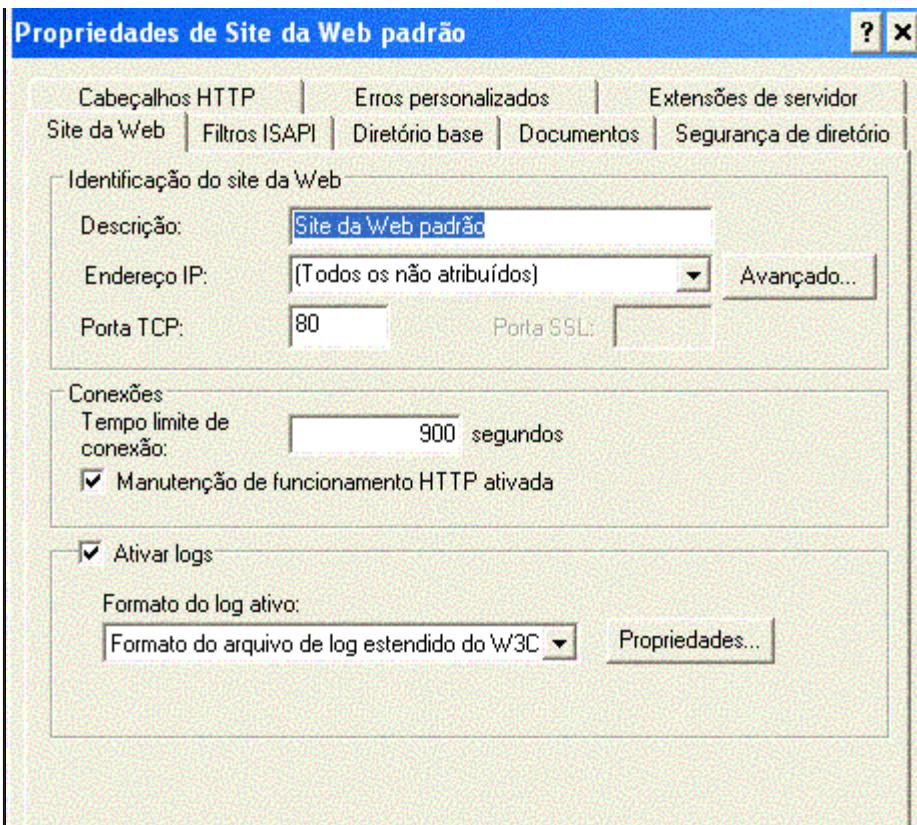 Propriedades de Site da Web padrão
Cabeçalhos HTTP Erros personalizados Extensões de servidor
Site da Web Filtros ISAPI Diretório base Documentos Segurança de diretório
Identificação do site da Web
Descrição: Site da Web padrão
Endereço IP: (Todos os não atribuídos) Avançado...
Porta TCP: 80 Porta SSL:
Conexões
Tempo limite de
conexão: 900 segundos
Manutenção de funcionamento HTTP ativada
Ativar logs
Formato do log ativo:
Formato do arquivo de log estendido do W3C Propriedades...